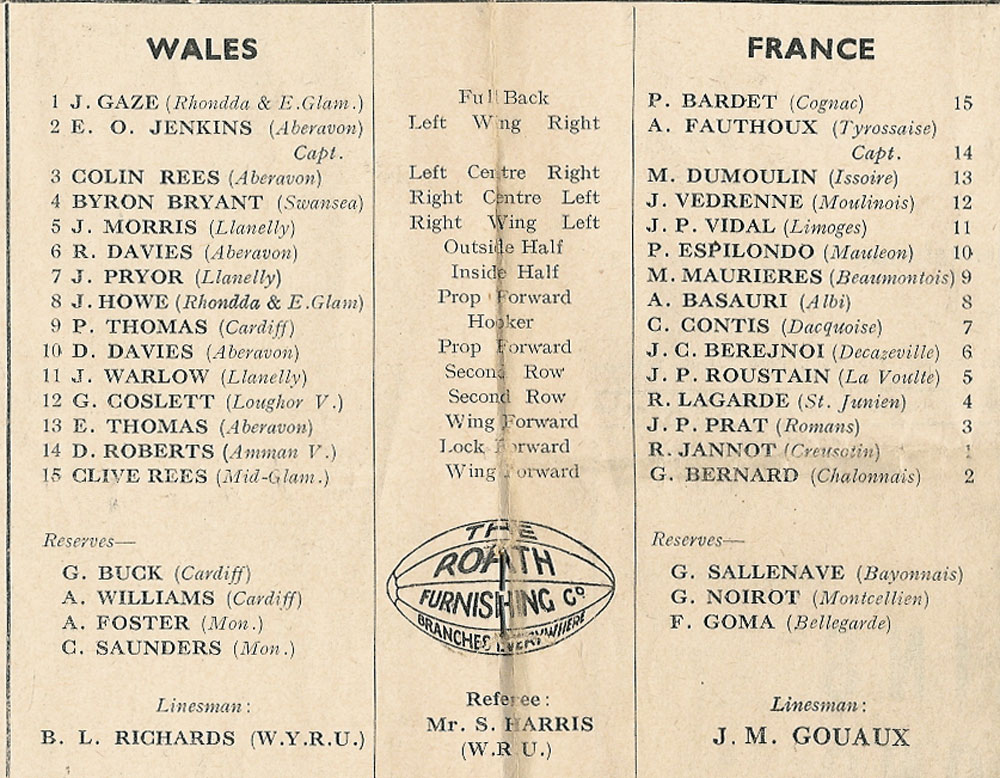 WALES
FRANCE
1 J. GAZE (Rhondda & E.Glam.) Full Back P. BARDET (Cognac) 15
2 E. O. JENKINS (Aberavon) Left Wing Right A. FAUTHOUX (Tyrossaise)
Capt. Capt. 14
3 COLIN REES (Aberavon) Left Centre Right M. DUMOULIN (Issoire) 13
4 BYRON BRYANT (Swansea) Right Centre Left J. VEDRENNE (Moulinois) 12
5 J. MORRIS (Llanelly) Right Wing Left J. P. VIDAL (Limoges) 11
6 R. DAVIES (Aberavon) Outside Half P. ESPILONDO (Mauleon) 10
7 J. PRYOR (Llanelly) Inside Half M. MAURIERES (Beaumontois) 9
8 J. HOWE (Rhondda & E.Glam) Prop Forward A. BASAURI (Albi) 8
9 P. THOMAS (Cardiff) Hooker C. CONTIS (Dacquoise) 7
10 D. DAVIES (Aberavon) Prop Forward J. C. BEREJNOI (Decazeville) 6
11 J. WARLOW (Llanelly) Second Row J. P. ROUSTAIN (La Voulte) 5
12 G. COSLETT (Loughor V.) Second Row R. LAGARDE (St. Junien) 4
13 E. THOMAS (Aberavon) Wing Forward J. P. PRAT (Romans) 3
14 D. ROBERTS (Amman V.) Lock Forward R. JANNOT (Creusotin) 1
15 CLIVE REES (Mid-Glam.) Wing Forward G. BERNARD (Chalonnais) 2
Reserves—
G. BUCK (Cardiff)
A. WILLIAMS (Cardiff)
A. FOSTER (Mon.)
C. SAUNDERS (Mon.)
THE
ROATH
FURNISHING Co
BRANCHES EVERYWHERE
Reserves—
G. SALLENAVE (Bayonnais)
G. NOIROT (Montcellien)
F. GOMA (Bellegarde)
Linesman:
B. L. RICHARDS (W.Y.R.U.)
Referee:
Mr. S. HARRIS
(W.R.U.)
Linesman:
J. M. GOUAUX